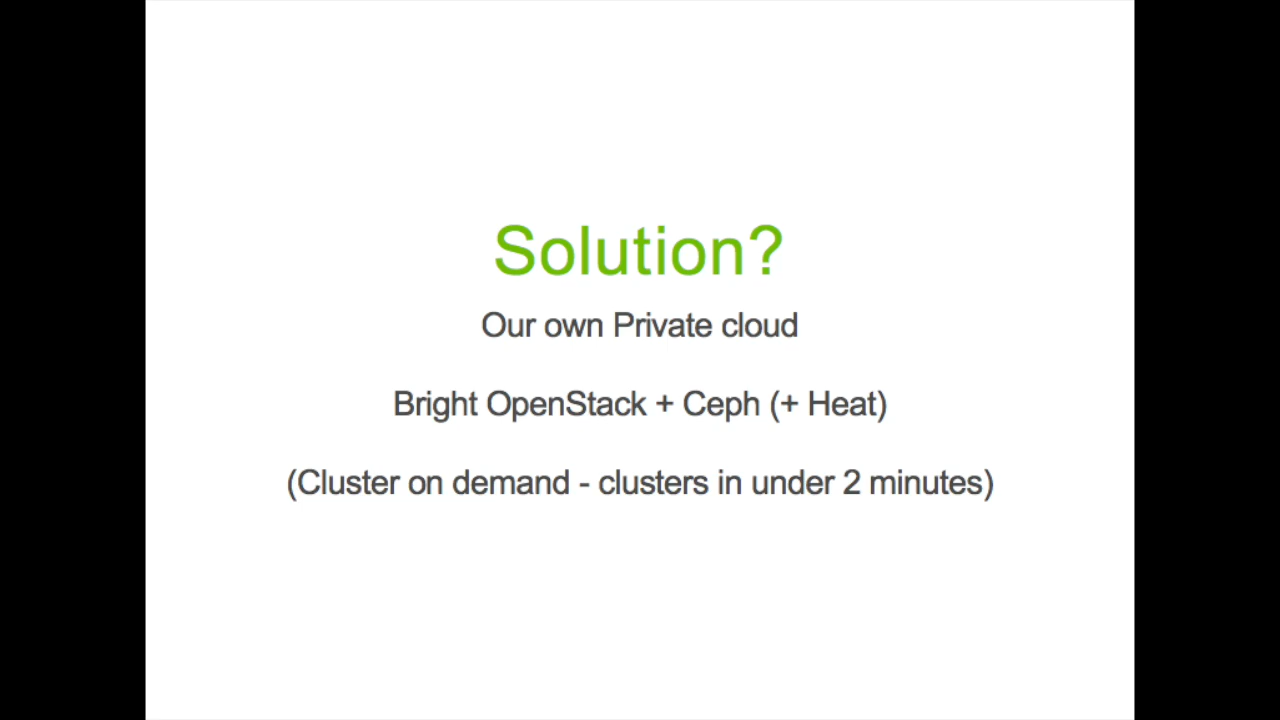 Solution?
Our own Private cloud
Bright OpenStack + Ceph (+ Heat)
(Cluster on demand - clusters in under 2 minutes)